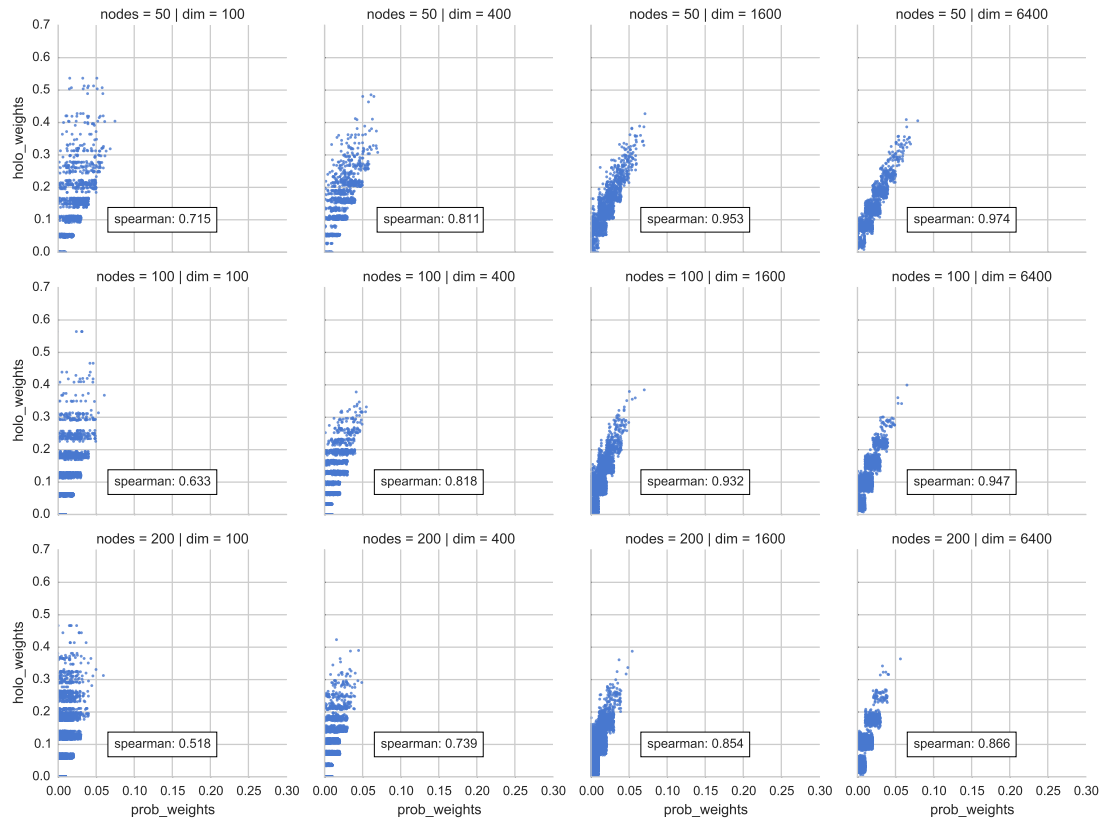 nodes = 50 | dim = 100
nodes = 50 | dim = 400
nodes = 50 | dim = 1600
nodes = 50 | dim = 6400
0.7
0.6
0.5
0.4
0.3
0.2
0.1
0.0
holo_weights
spearman: 0.715
spearman: 0.811
spearman: 0.953
spearman: 0.974
nodes = 100 | dim = 100
nodes = 100 | dim = 400
nodes = 100 | dim = 1600
nodes = 100 | dim = 6400
0.7
0.6
0.5
0.4
0.3
0.2
0.1
0.0
holo_weights
spearman: 0.633
spearman: 0.818
spearman: 0.932
spearman: 0.947
nodes = 200 | dim = 100
nodes = 200 | dim = 400
nodes = 200 | dim = 1600
nodes = 200 | dim = 6400
0.7
0.6
0.5
0.4
0.3
0.2
0.1
0.0
holo_weights
spearman: 0.518
spearman: 0.739
spearman: 0.854
spearman: 0.866
0.00 0.05 0.10 0.15 0.20 0.25 0.30
0.00 0.05 0.10 0.15 0.20 0.25 0.30
0.00 0.05 0.10 0.15 0.20 0.25 0.30
0.00 0.05 0.10 0.15 0.20 0.25 0.30
prob_weights
prob_weights
prob_weights
prob_weights